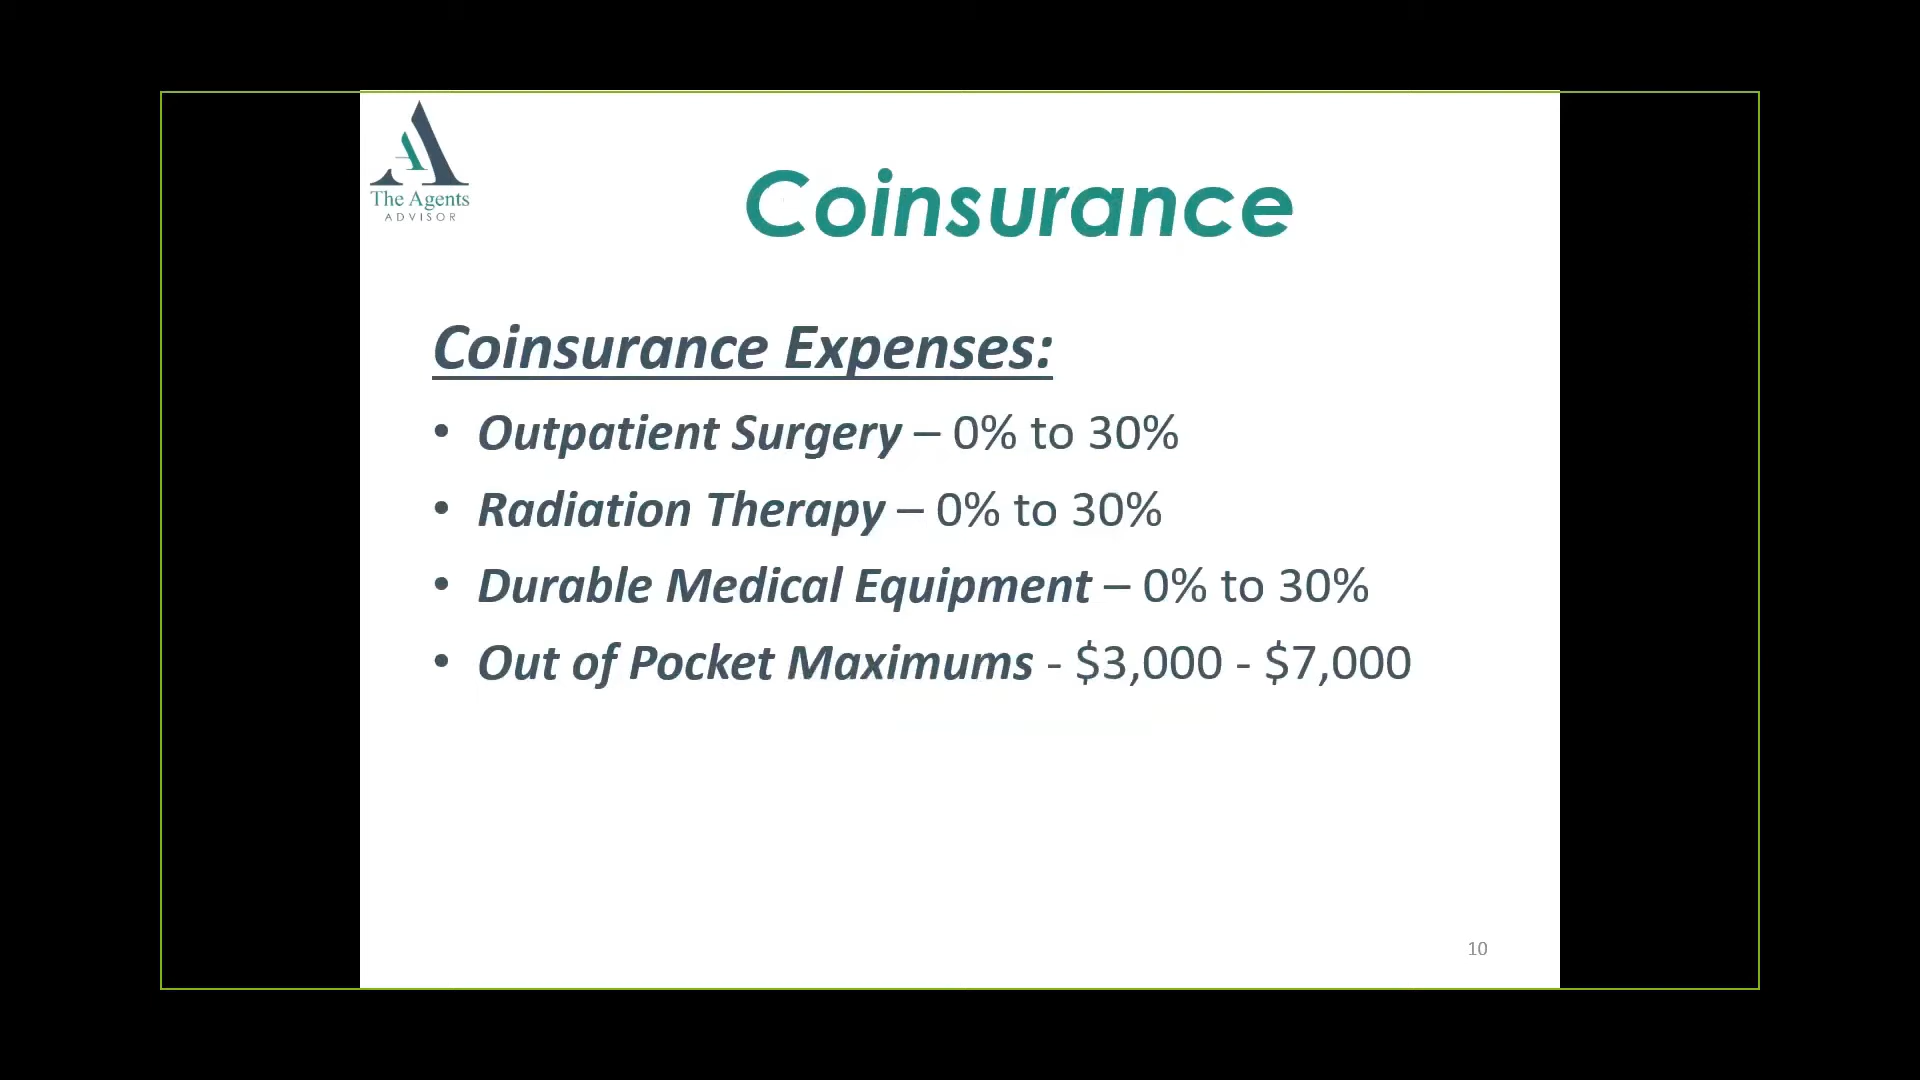 The Agents
ADVISOR
Coinsurance
Coinsurance Expenses:
• Outpatient Surgery – 0% to 30%
• Radiation Therapy – 0% to 30%
• Durable Medical Equipment – 0% to 30%
• Out of Pocket Maximums - $3,000 - $7,000
10